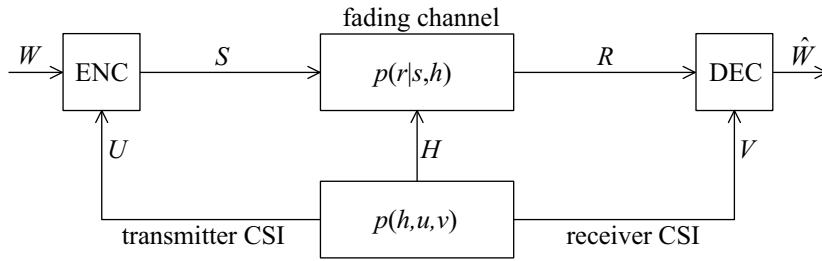 fading channel
W
ENC
S
p(r|s,h)
R
DEC
Ŵ
U
H
V
transmitter CSI
p(h,u,v)
receiver CSI